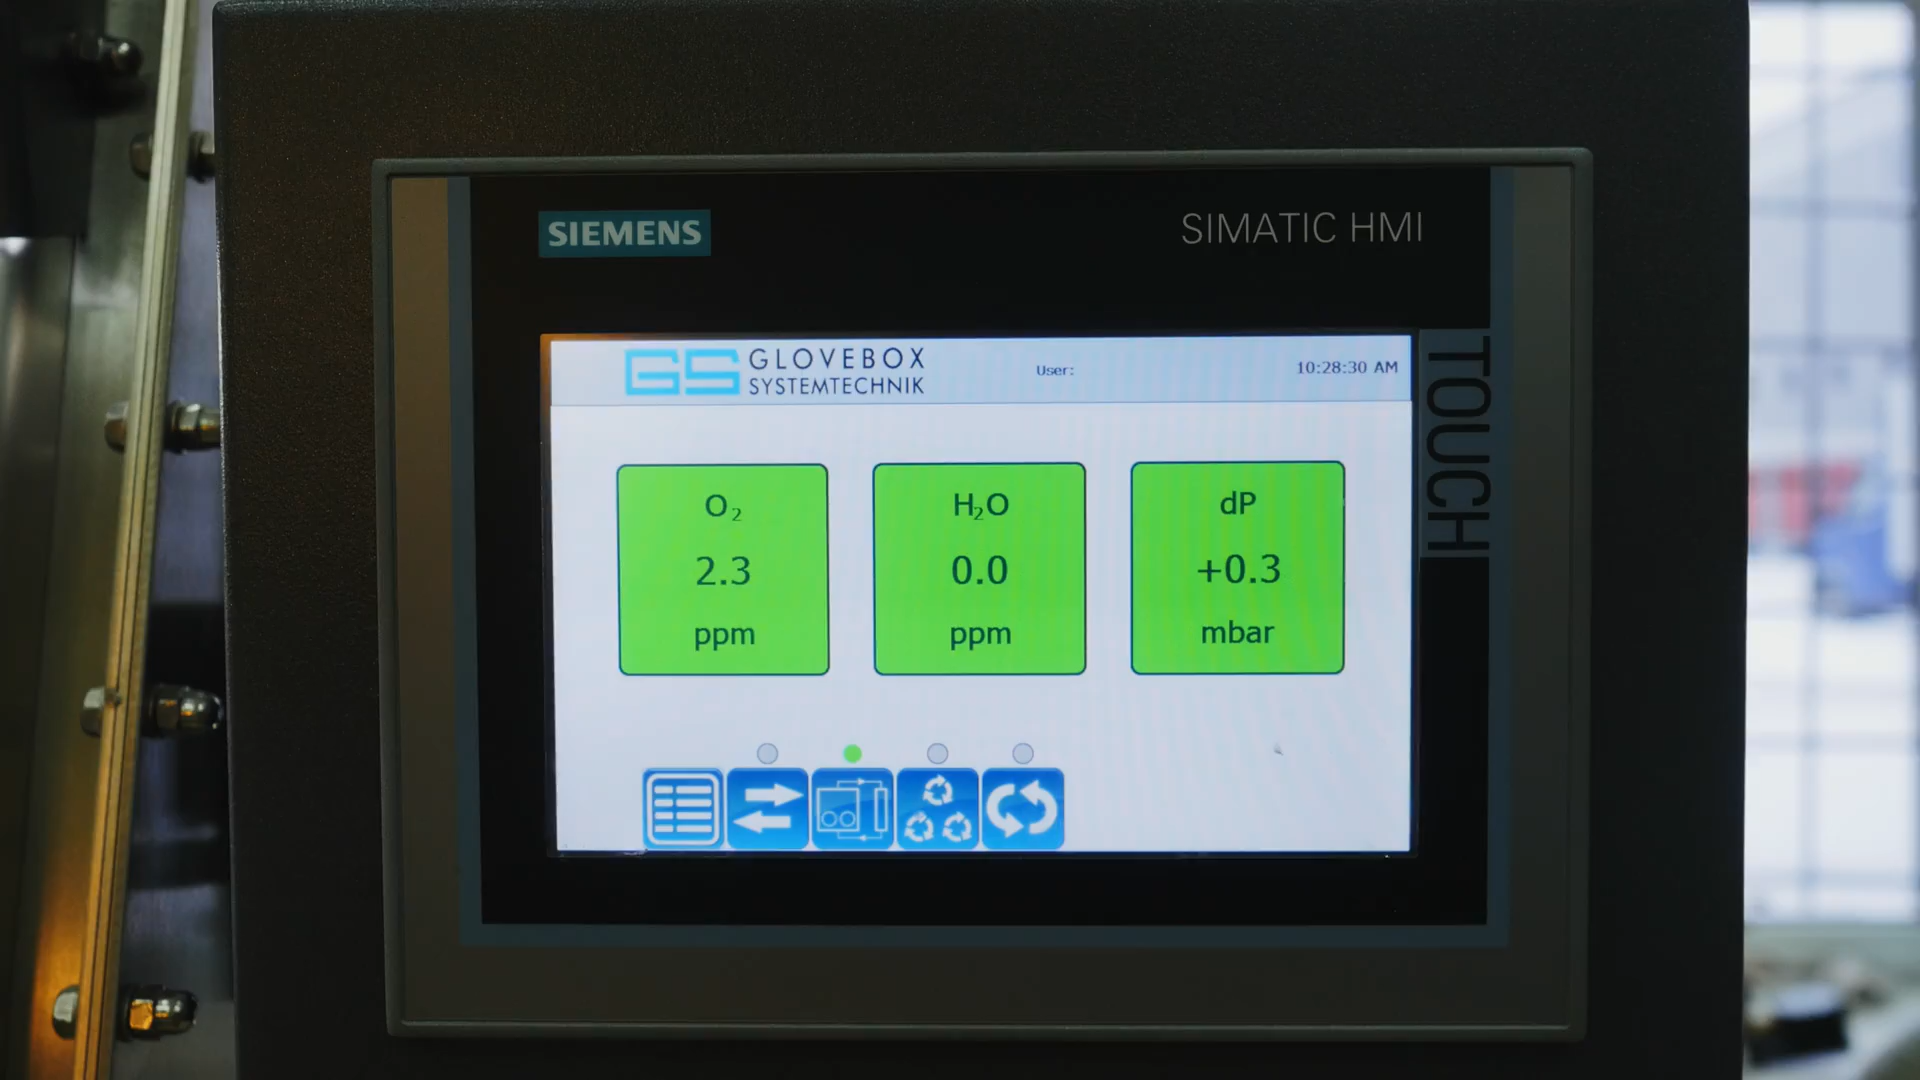 SIEMENS
SIMATIC HMI
TOUCH
GS GLOVEBOX
SYSTEMTECHNIK
User:
10:28:30 AM
O₂
2.3
ppm
H₂O
0.0
ppm
dP
+0.3
mbar